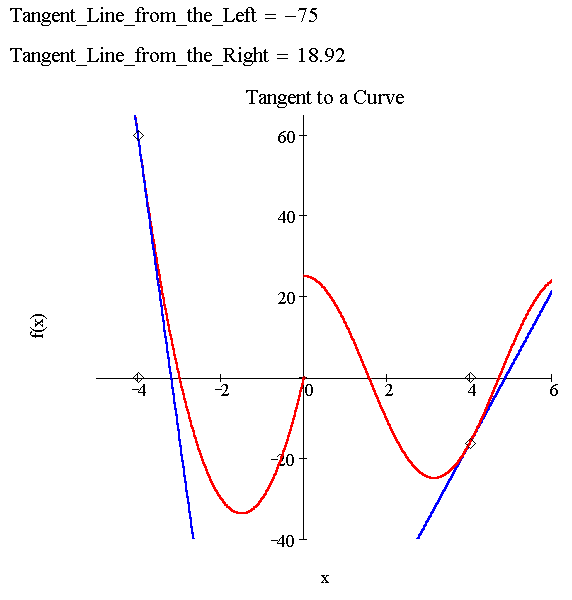 Tangent_Line_from_the_Left = −75
Tangent_Line_from_the_Right = 18.92
Tangent to a Curve
60
40
20
−4
−2
0
2
4
6
−20
−40
f(x)
x